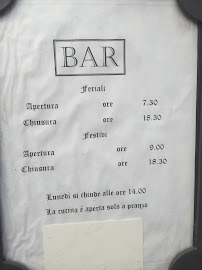 BAR
Feriali
Apertura ore 7.30
Chiusura ore 18.30
Festivi
Apertura ore 9.00
Chiusura ore 18.30
Lunedi si chiude alle ore 14.00
La cucina è aperta solo a pranzo